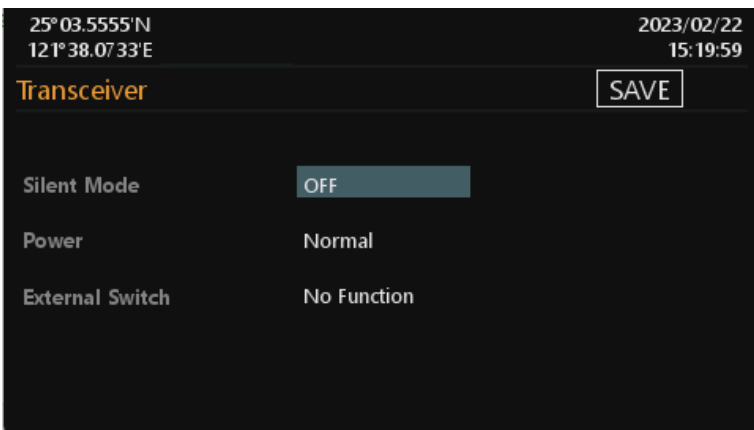 25°03.5555'N
2023/02/22
121°38.0733'E
15:19:59
Transceiver
SAVE
Silent Mode
OFF
Power
Normal
External Switch
No Function